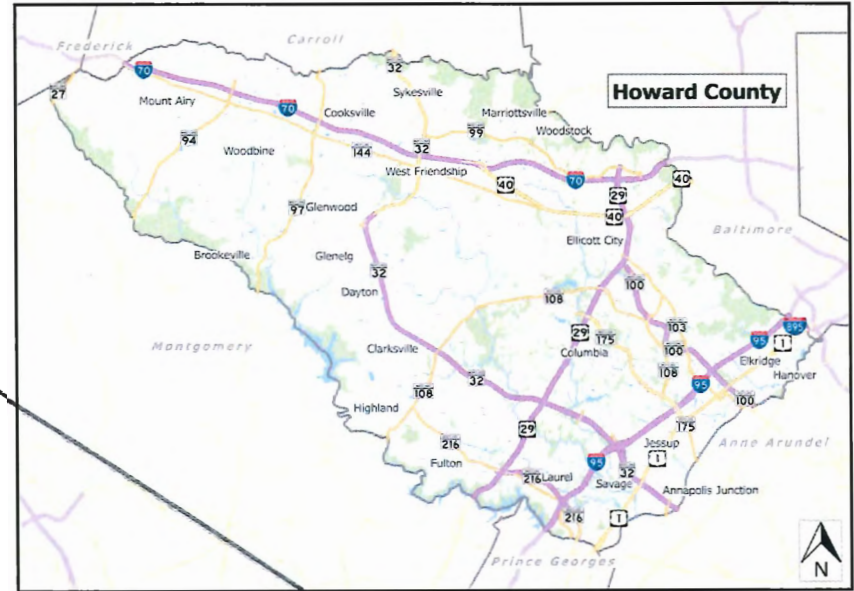 Frederick
Carroll
32
70
Howard County
27
Mount Airy
Sykesville
70
Cooksville
Marriottsville
99
Woodstock
94
32
Woodbine
144
West Friendship
40
70
40
29
97
Glenwood
40
Baltimore
Ellicott City
Brookeville
Glenelg
32
100
Dayton
108
895
103
29
175
95
1
Montgomery
Clarksville
Columbia
100
Elkridge
108
Hanover
32
95
108
100
Highland
175
29
Anne Arundel
216
Jessup
1
Fulton
95
32
216
Laurel
Savage
Annapolis Junction
216
1
Prince Georges
N